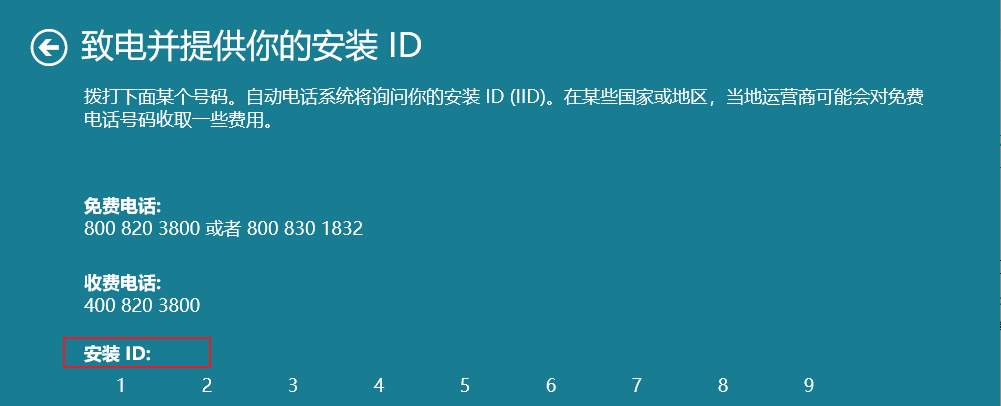 致电并提供你的安装 ID
拨打下面某个号码。自动电话系统将询问你的安装 ID (IID)。在某些国家或地区，当地运营商可能会对免费
电话号码收取一些费用。
免费电话:
800 820 3800 或者 800 830 1832
收费电话:
400 820 3800
安装 ID:
1 2 3 4 5 6 7 8 9